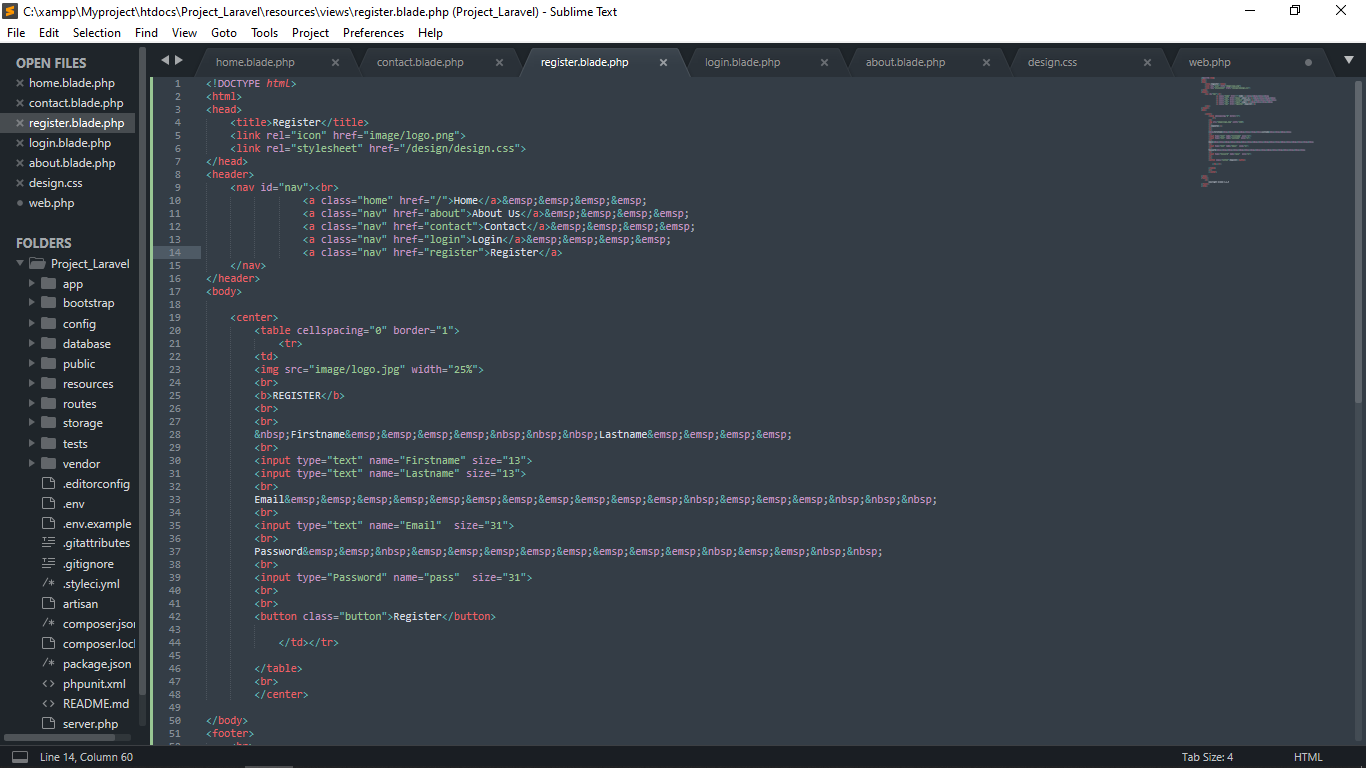 C:\xampp\Myproject\htdocs\Project_Laravel\resources\views\register.blade.php (Project_Laravel) - Sublime Text
File Edit Selection Find View Goto Tools Project Preferences Help
OPEN FILES
home.blade.php
contact.blade.php
register.blade.php
login.blade.php
about.blade.php
design.css
web.php
FOLDERS
Project_Laravel
app
bootstrap
config
database
public
resources
routes
storage
tests
vendor
.editorconfig
.env
.env.example
.gitattributes
.gitignore
.styleci.yml
artisan
composer.jso
composer.loc
package.json
phpunit.xml
README.md
server.php
home.blade.php contact.blade.php register.blade.php login.blade.php about.blade.php design.css web.php
1 <!DOCTYPE html>
2 <html>
3 <head>
4 <title>Register</title>
5 <link rel="icon" href="image/logo.png">
6 <link rel="stylesheet" href="/design/design.css">
7 </head>
8 <header>
9 <nav id="nav"><br>
10 <a class="home" href="/">Home</a>&emsp;&emsp;&emsp;&emsp;
11 <a class="nav" href="about">About Us</a>&emsp;&emsp;&emsp;&emsp;
12 <a class="nav" href="contact">Contact</a>&emsp;&emsp;&emsp;&emsp;
13 <a class="nav" href="login">Login</a>&emsp;&emsp;&emsp;&emsp;
14 <a class="nav" href="register">Register</a>
15 </nav>
16 </header>
17 <body>
18
19 <center>
20 <table cellspacing="0" border="1">
21 <tr>
22 <td>
23 <img src="image/logo.jpg" width="25%">
24 <br>
25 <b>REGISTER</b>
26 <br>
27 <br>
28 &nbsp;Firstname&emsp;&emsp;&emsp;&emsp;&nbsp;&nbsp;&nbsp;Lastname&emsp;&emsp;&emsp;&emsp;
29 <br>
30 <input type="text" name="Firstname" size="13">
31 <input type="text" name="Lastname" size="13">
32 <br>
33 Email&emsp;&emsp;&emsp;&emsp;&emsp;&emsp;&emsp;&emsp;&emsp;&emsp;&emsp;&nbsp;&emsp;&emsp;&emsp;&nbsp;&nbsp;&nbsp;
34 <br>
35 <input type="text" name="Email"  size="31">
36 <br>
37 Password&emsp;&emsp;&nbsp;&emsp;&emsp;&emsp;&emsp;&emsp;&emsp;&emsp;&emsp;&nbsp;&emsp;&emsp;&nbsp;&nbsp;
38 <br>
39 <input type="Password" name="pass"  size="31">
40 <br>
41 <br>
42 <button class="button">Register</button>
43
44 </td></tr>
45
46 </table>
47 <br>
48 </center>
49
50 </body>
51 <footer>
Line 14, Column 60 Tab Size: 4 HTML